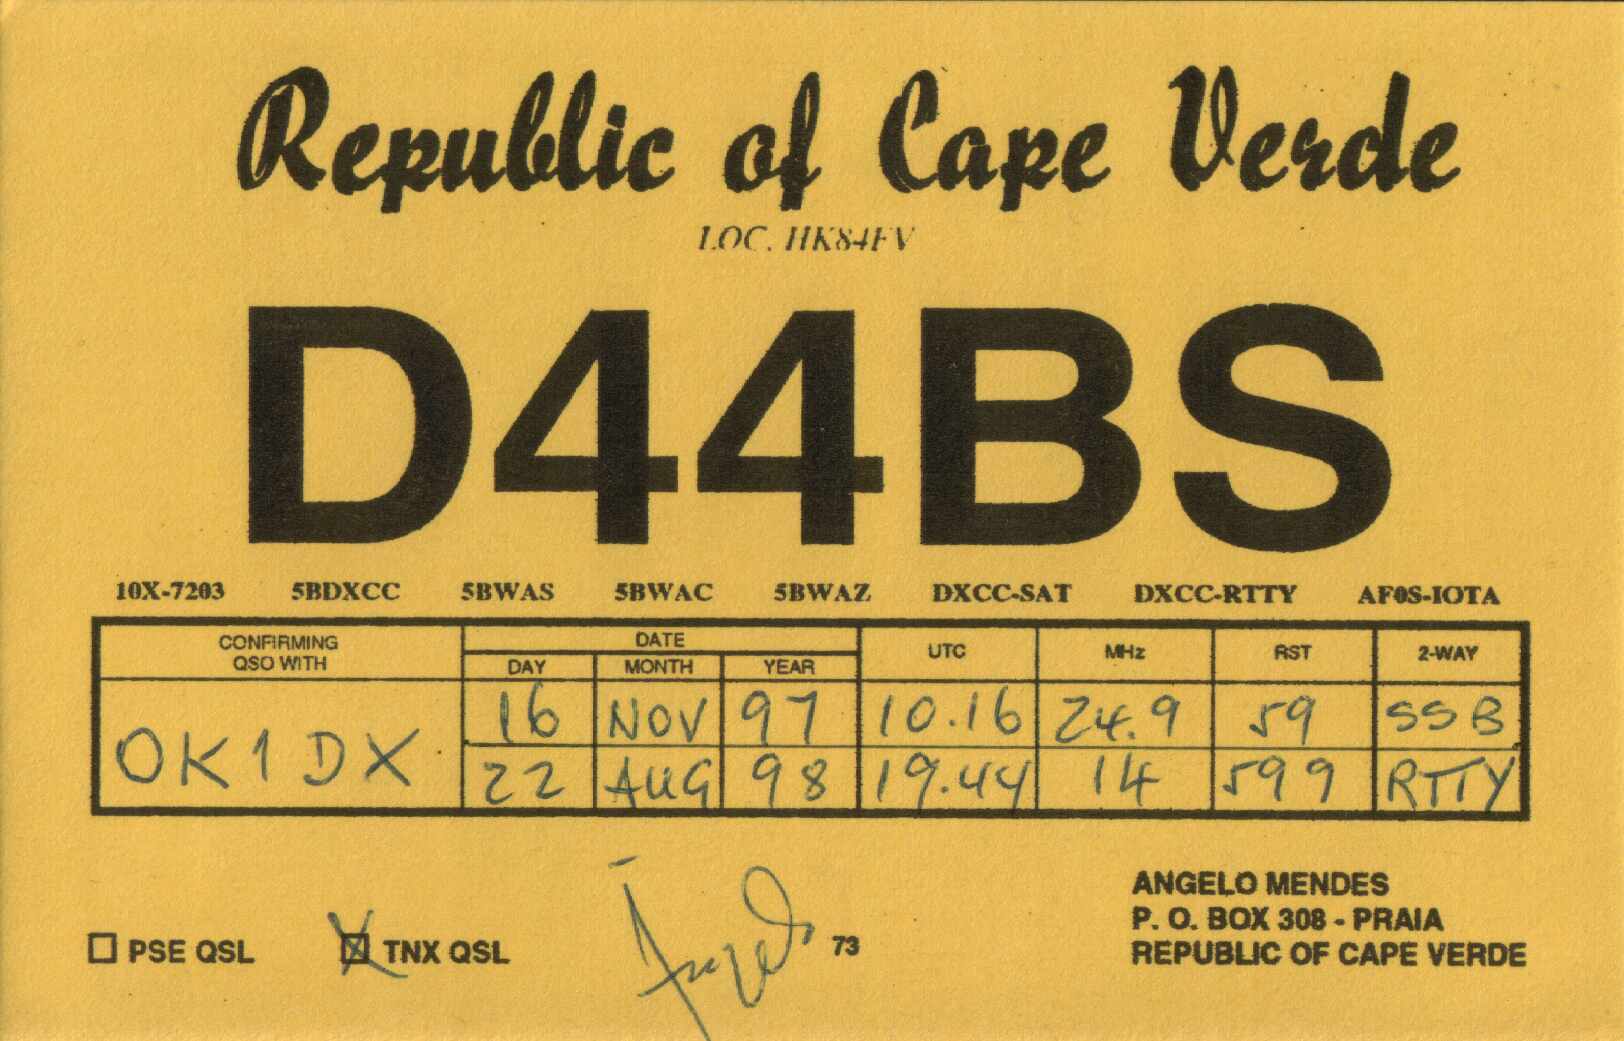 Republic of Cape Verde
LOC. HK84FV
D44BS
10X-7203 5BDXCC 5BWAS 5BWAC 5BWAZ DXCC-SAT DXCC-RTTY AF0S-IOTA
CONFIRMING QSO WITH DATE UTC MHz RST 2-WAY
DAY MONTH YEAR
OK1DX
16 NOV 97 10.16 24.9 59 SSB
22 AUG 98 19.44 14 599 RTTY
PSE QSL X TNX QSL Angelo 73
ANGELO MENDES
P. O. BOX 308 - PRAIA
REPUBLIC OF CAPE VERDE